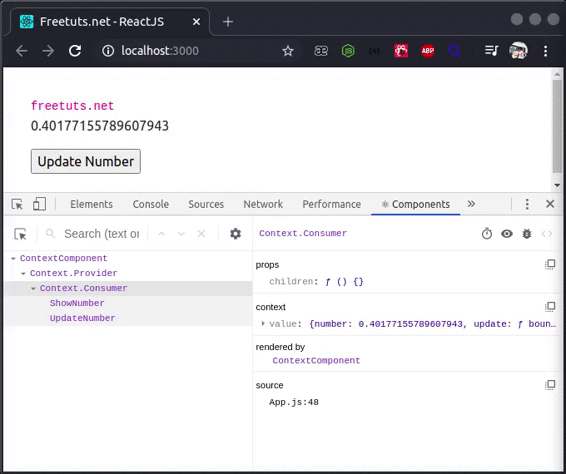 Freetuts.net - ReactJS
localhost:3000
ABP
freetuts.net
0.40177155789607943
Update Number
Elements Console Sources Network Performance Components
Search (text or
Context.Consumer
ContextComponent
Context.Provider
Context.Consumer
ShowNumber
UpdateNumber
props
children: ƒ () {}
context
value: {number: 0.40177155789607943, update: ƒ boun…
rendered by
ContextComponent
source
App.js:48